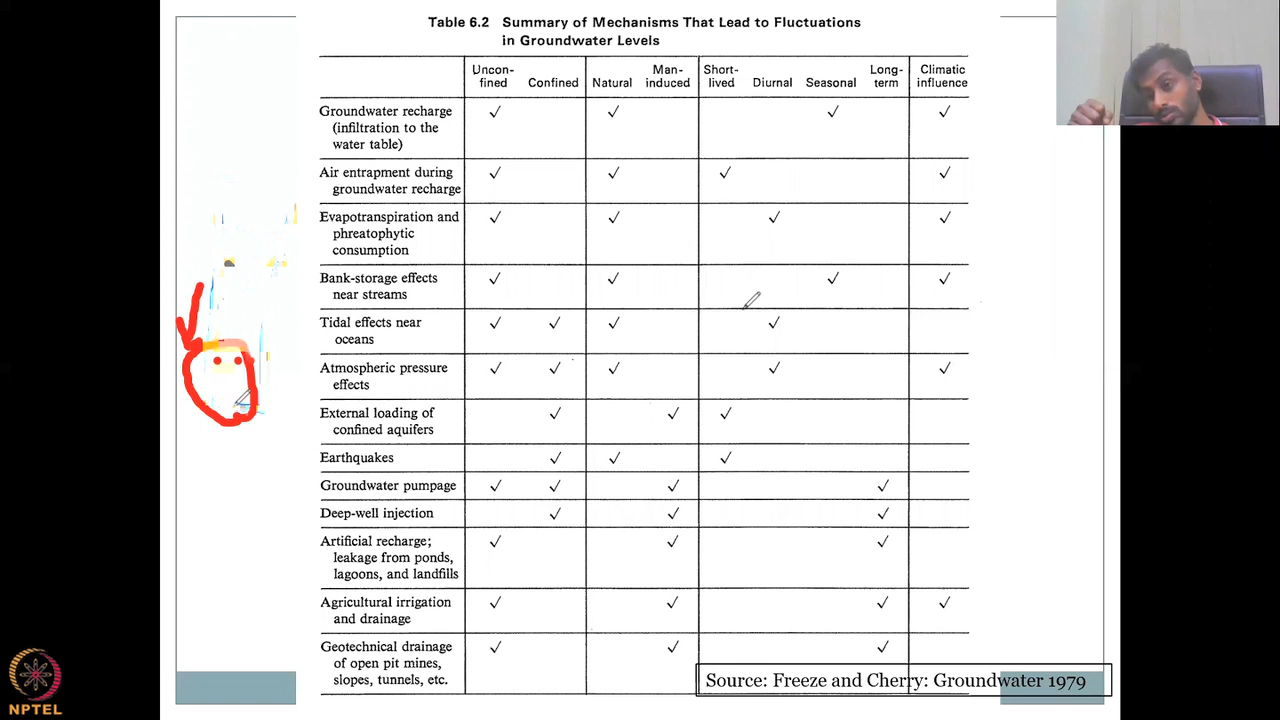 Table 6.2 Summary of Mechanisms That Lead to Fluctuations
in Groundwater Levels
Uncon-
fined
Confined
Natural
Man-
induced
Short-
lived
Diurnal
Seasonal
Long-
term
Climatic
influence
Groundwater recharge
(infiltration to the
water table)
✓ ✓ ✓ ✓
Air entrapment during
groundwater recharge
✓ ✓ ✓ ✓
Evapotranspiration and
phreatophytic
consumption
✓ ✓ ✓ ✓
Bank-storage effects
near streams
✓ ✓ ✓ ✓
Tidal effects near
oceans
✓ ✓ ✓ ✓
Atmospheric pressure
effects
✓ ✓ ✓ ✓ ✓
External loading of
confined aquifers
✓ ✓ ✓
Earthquakes ✓ ✓ ✓
Groundwater pumpage ✓ ✓ ✓ ✓
Deep-well injection ✓ ✓ ✓
Artificial recharge;
leakage from ponds,
lagoons, and landfills
✓ ✓ ✓
Agricultural irrigation
and drainage
✓ ✓ ✓ ✓
Geotechnical drainage
of open pit mines,
slopes, tunnels, etc.
✓ ✓ ✓
Source: Freeze and Cherry: Groundwater 1979
NPTEL